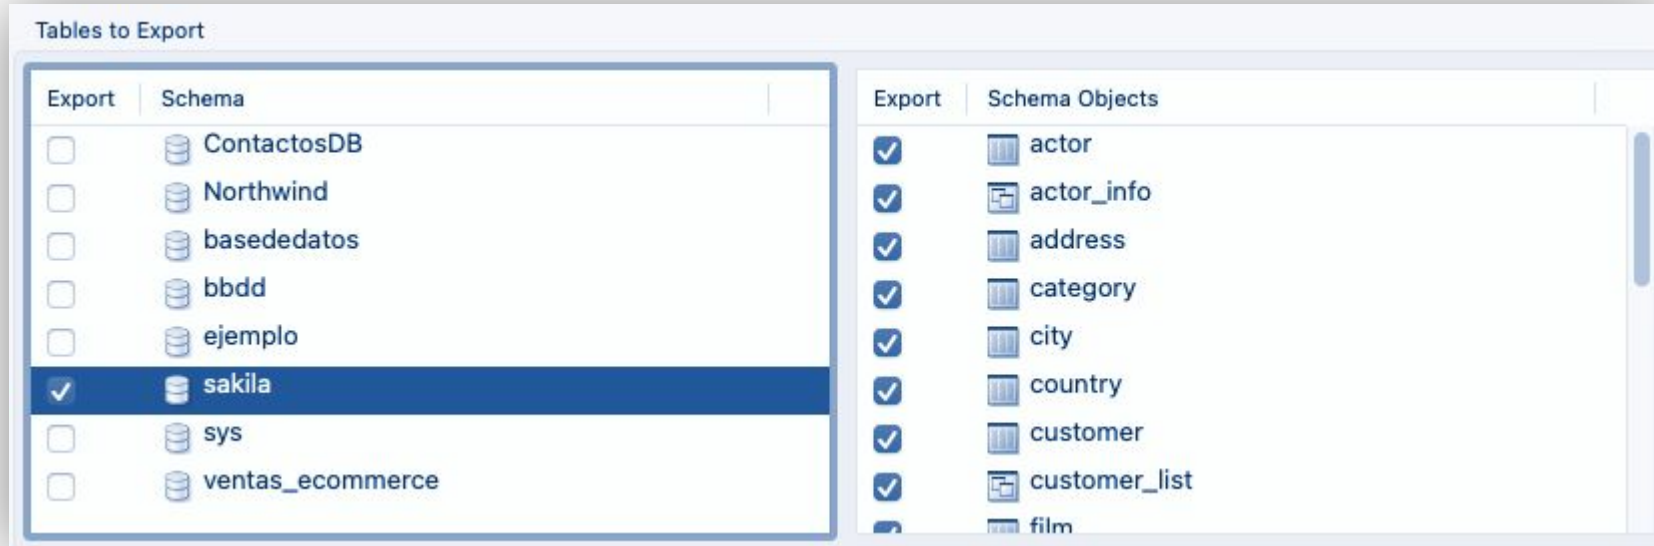 Tables to Export
Export Schema
ContactosDB
Northwind
basededatos
bbdd
ejemplo
sakila
sys
ventas_ecommerce
Export Schema Objects
actor
actor_info
address
category
city
country
customer
customer_list
film